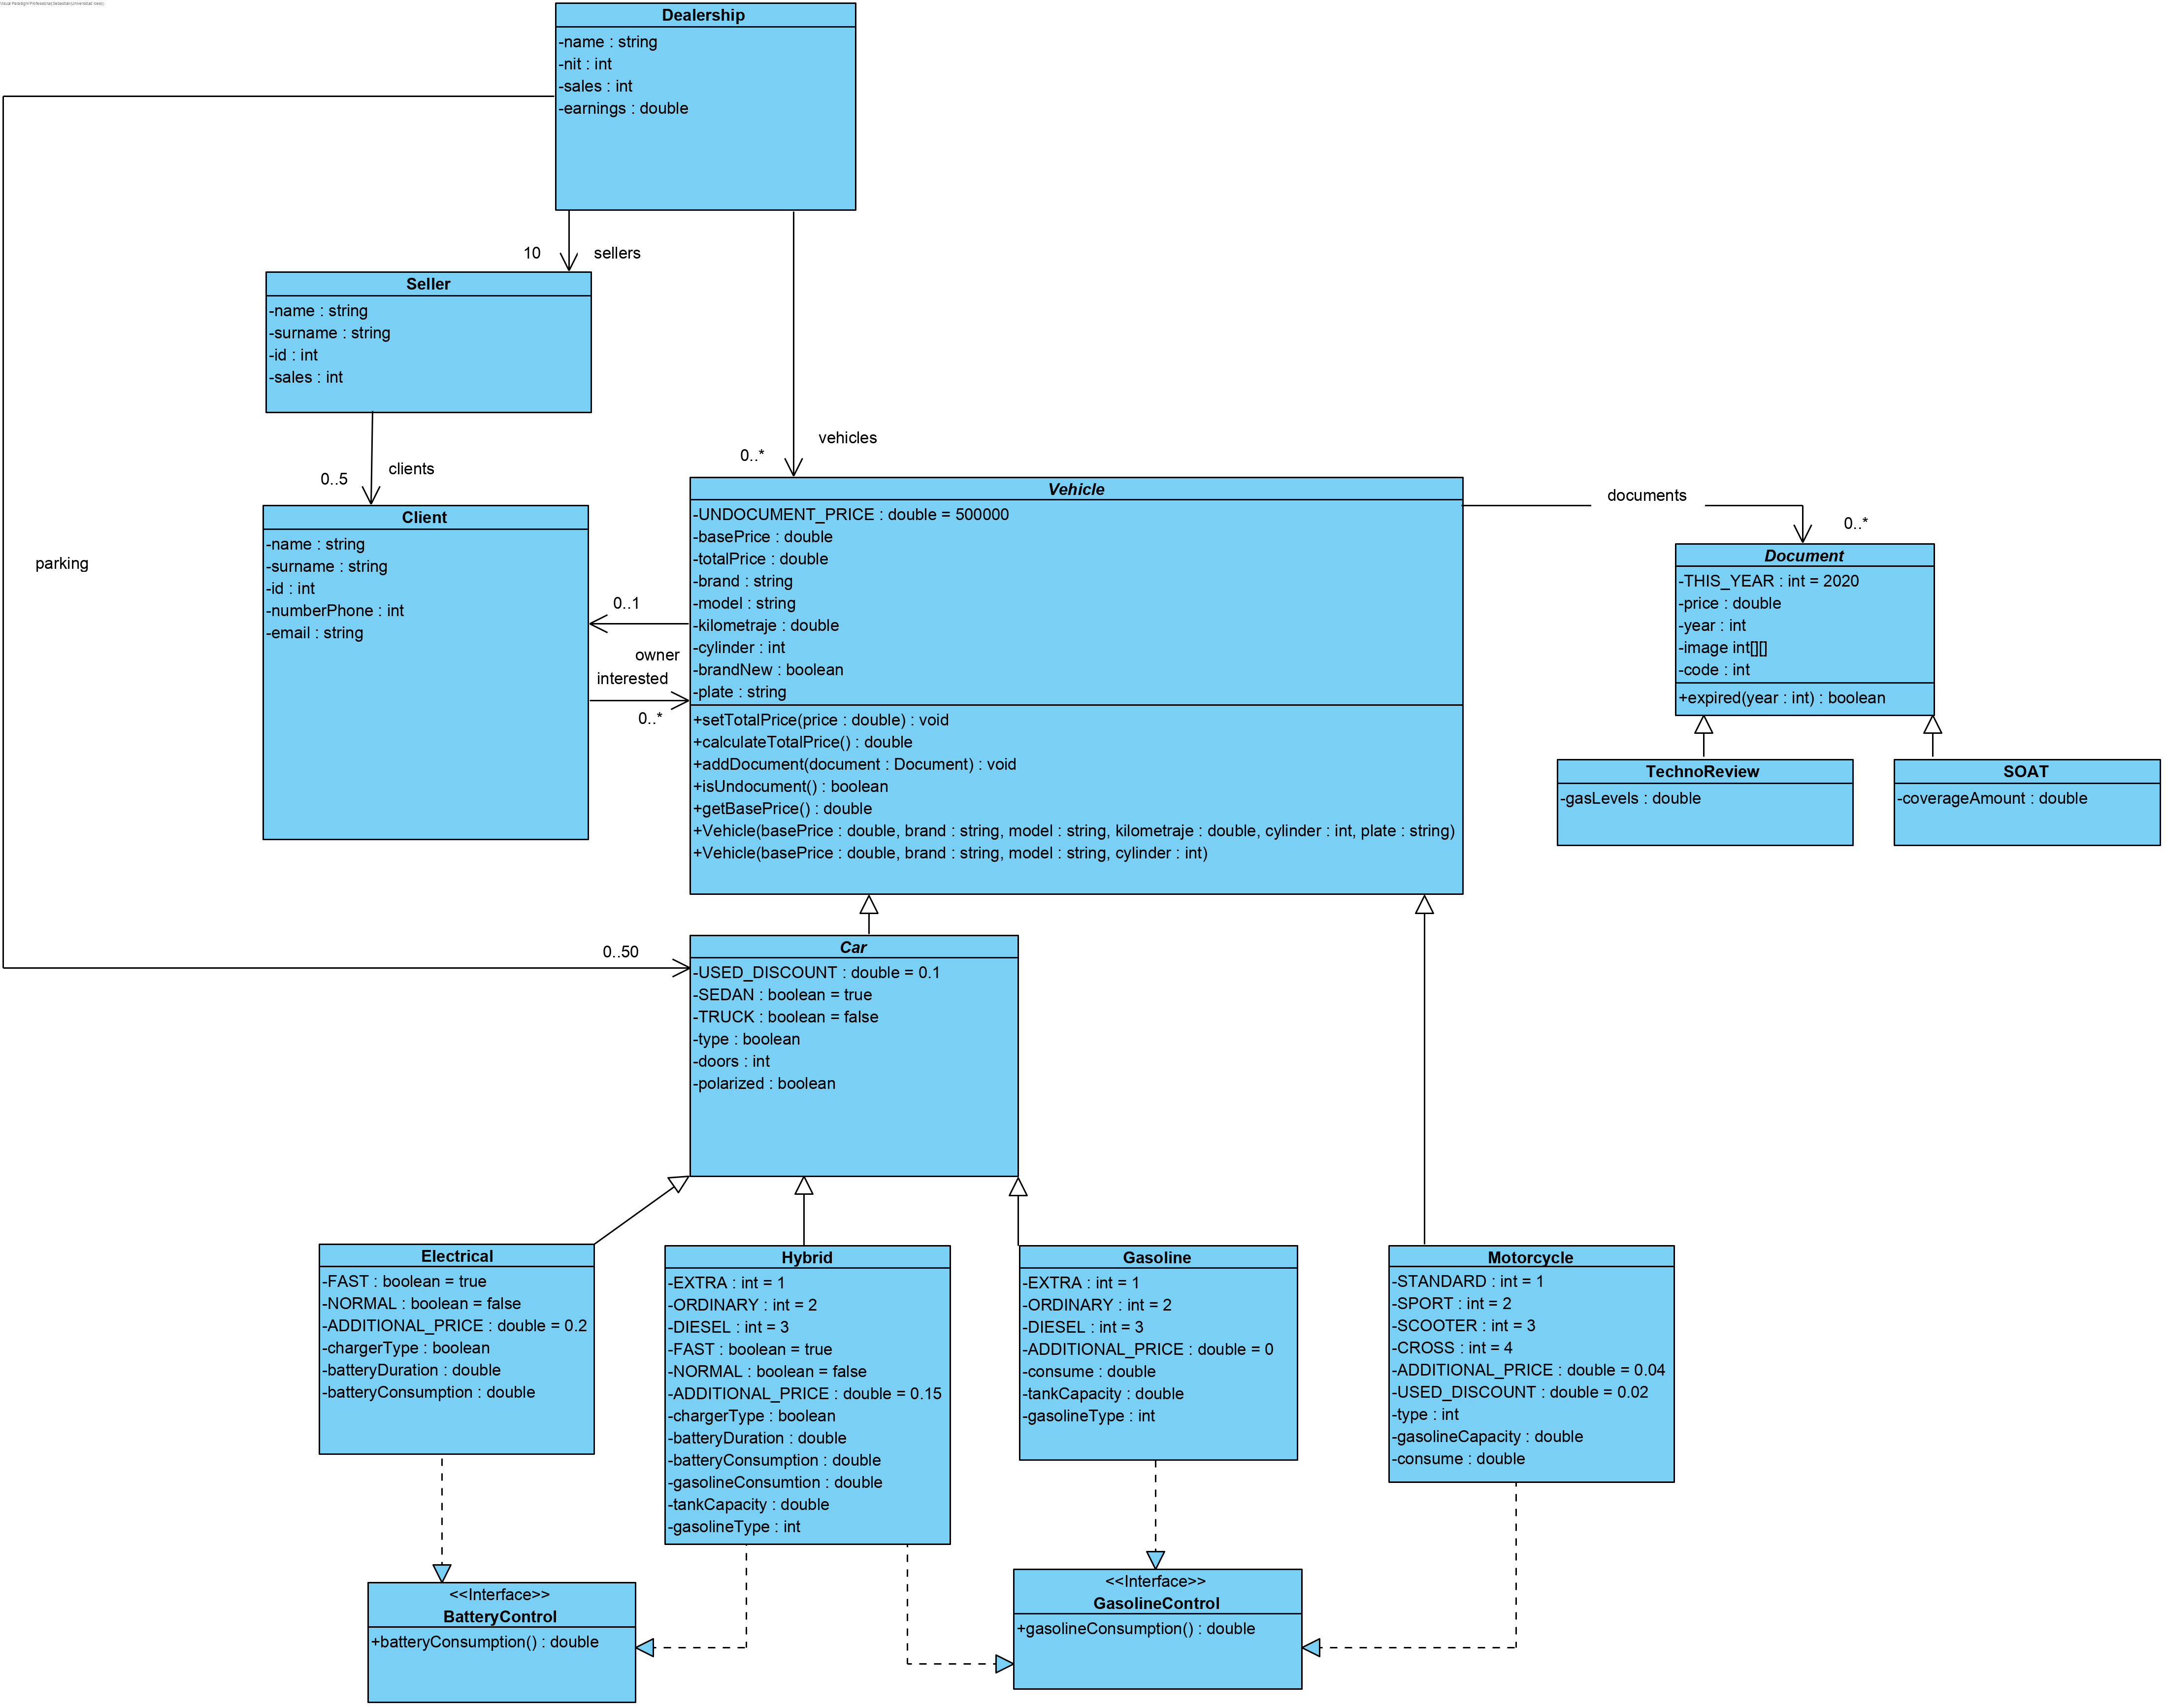 Visual Paradigm Professional(Sebastian(Universidad Icesi))
Dealership
-name : string
-nit : int
-sales : int
-earnings : double
10
sellers
Seller
-name : string
-surname : string
-id : int
-sales : int
0..5
clients
vehicles
0..*
Client
-name : string
-surname : string
-id : int
-numberPhone : int
-email : string
parking
0..1
owner
interested
0..*
Vehicle
-UNDOCUMENT_PRICE : double = 500000
-basePrice : double
-totalPrice : double
-brand : string
-model : string
-kilometraje : double
-cylinder : int
-brandNew : boolean
-plate : string
+setTotalPrice(price : double) : void
+calculateTotalPrice() : double
+addDocument(document : Document) : void
+isUndocument() : boolean
+getBasePrice() : double
+Vehicle(basePrice : double, brand : string, model : string, kilometraje : double, cylinder : int, plate : string)
+Vehicle(basePrice : double, brand : string, model : string, cylinder : int)
documents
0..*
Document
-THIS_YEAR : int = 2020
-price : double
-year : int
-image int[][]
-code : int
+expired(year : int) : boolean
TechnoReview
-gasLevels : double
SOAT
-coverageAmount : double
0..50
Car
-USED_DISCOUNT : double = 0.1
-SEDAN : boolean = true
-TRUCK : boolean = false
-type : boolean
-doors : int
-polarized : boolean
Electrical
-FAST : boolean = true
-NORMAL : boolean = false
-ADDITIONAL_PRICE : double = 0.2
-chargerType : boolean
-batteryDuration : double
-batteryConsumption : double
Hybrid
-EXTRA : int = 1
-ORDINARY : int = 2
-DIESEL : int = 3
-FAST : boolean = true
-NORMAL : boolean = false
-ADDITIONAL_PRICE : double = 0.15
-chargerType : boolean
-batteryDuration : double
-batteryConsumption : double
-gasolineConsumtion : double
-tankCapacity : double
-gasolineType : int
Gasoline
-EXTRA : int = 1
-ORDINARY : int = 2
-DIESEL : int = 3
-ADDITIONAL_PRICE : double = 0
-consume : double
-tankCapacity : double
-gasolineType : int
Motorcycle
-STANDARD : int = 1
-SPORT : int = 2
-SCOOTER : int = 3
-CROSS : int = 4
-ADDITIONAL_PRICE : double = 0.04
-USED_DISCOUNT : double = 0.02
-type : int
-gasolineCapacity : double
-consume : double
<<Interface>>
BatteryControl
+batteryConsumption() : double
<<Interface>>
GasolineControl
+gasolineConsumption() : double